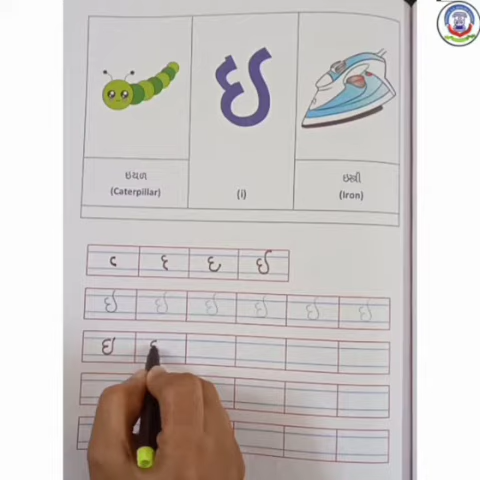 ઈ
ઇયળ
(Caterpillar)
(i)
ઇસ્ત્રી
(Iron)
ઈ
ઈ ઈ ઈ ઈ ઈ ઈ
ઇ